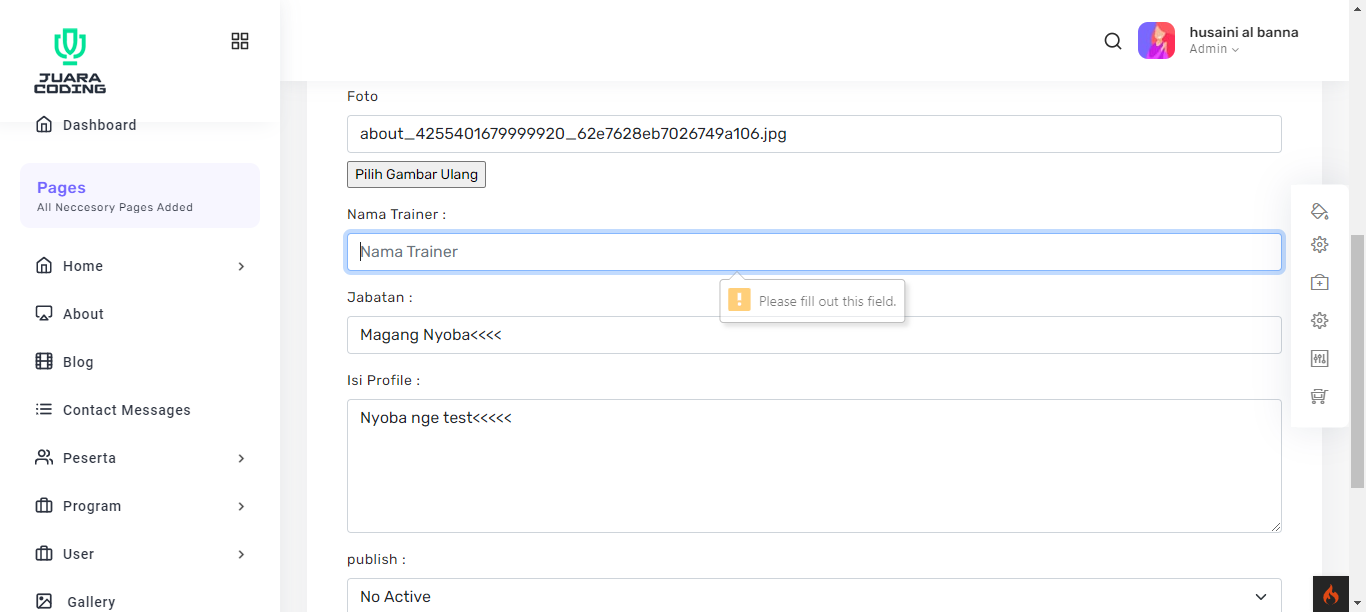 JUARA
CODING
Dashboard
Pages
All Neccesory Pages Added
Home
About
Blog
Contact Messages
Peserta
Program
User
Gallery
husaini al banna
Admin
Foto
about_4255401679999920_62e7628eb7026749a106.jpg
Pilih Gambar Ulang
Nama Trainer :
Nama Trainer
Please fill out this field.
Jabatan :
Magang Nyoba<<<<
Isi Profile :
Nyoba nge test<<<<<
publish :
No Active